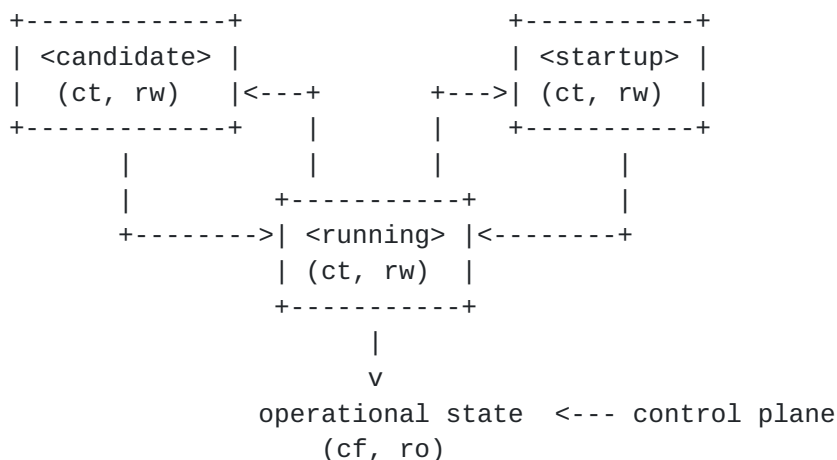 +-------------+                 +-----------+
| <candidate> |                 | <startup> |
|  (ct, rw)   |<---+       +--->| (ct, rw)  |
+-------------+    |       |    +-----------+
       |           |       |           |
       |         +-----------+         |
       +-------->| <running> |<--------+
                 | (ct, rw)  |
                 +-----------+
                       |
                       v
                operational state  <--- control plane
                    (cf, ro)